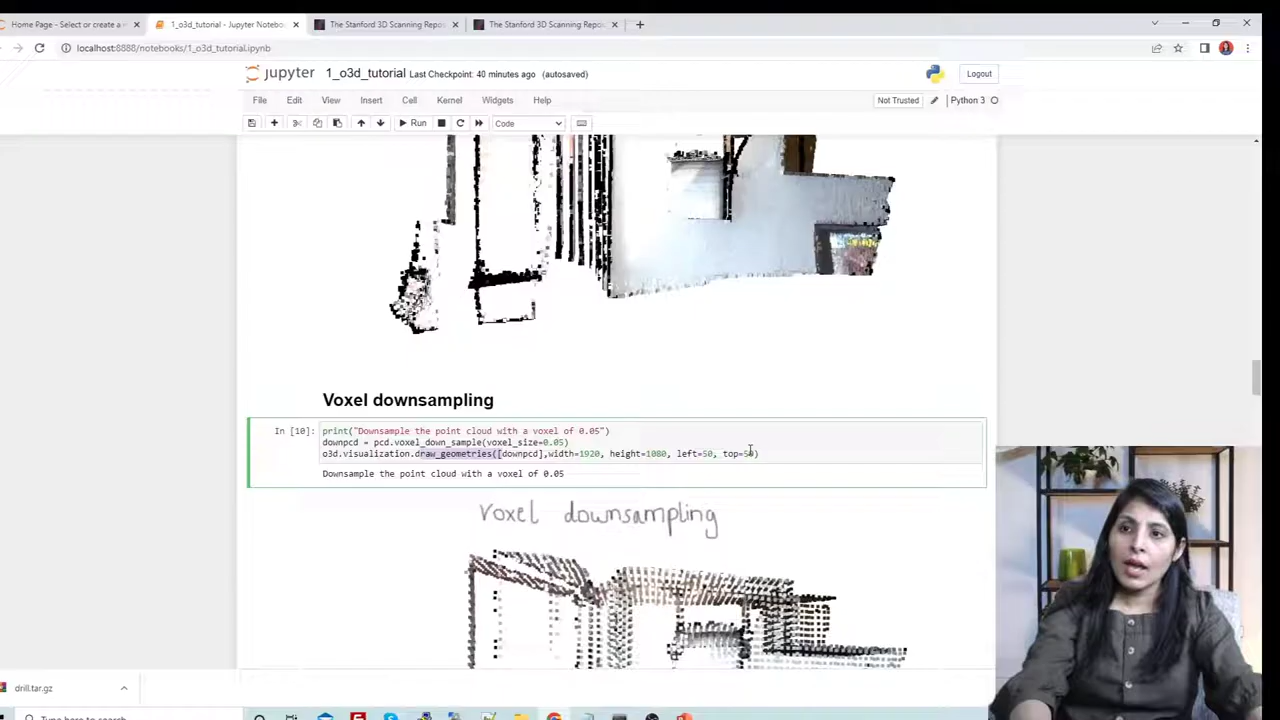 Home Page - Select or create a n
1_o3d_tutorial - Jupyter Notebo
The Stanford 3D Scanning Repo
The Stanford 3D Scanning Repo
localhost:8888/notebooks/1_o3d_tutorial.ipynb
jupyter 1_o3d_tutorial Last Checkpoint: 40 minutes ago (autosaved)
Logout
File Edit View Insert Cell Kernel Widgets Help
Not Trusted Python 3
Run Code
Voxel downsampling
In [10]: print("Downsample the point cloud with a voxel of 0.05")
downpcd = pcd.voxel_down_sample(voxel_size=0.05)
o3d.visualization.draw_geometries([downpcd],width=1920, height=1080, left=50, top=50)
Downsample the point cloud with a voxel of 0.05
Voxel downsampling
drill.tar.gz
Type here to search